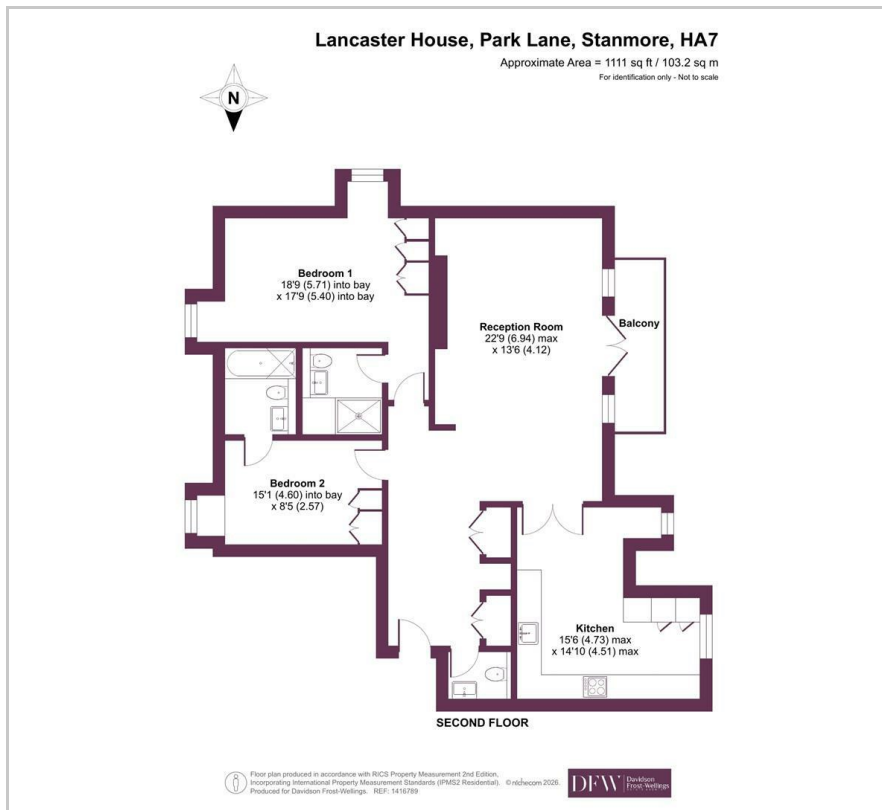 Lancaster House, Park Lane, Stanmore, HA7
Approximate Area = 1111 sq ft / 103.2 sq m
For identification only - Not to scale
N
Bedroom 1
18'9 (5.71) into bay
x 17'9 (5.40) into bay
Reception Room
22'9 (6.94) max
x 13'6 (4.12)
Balcony
Bedroom 2
15'1 (4.60) into bay
x 8'5 (2.57)
Kitchen
15'6 (4.73) max
x 14'10 (4.51) max
SECOND FLOOR
Floor plan produced in accordance with RICS Property Measurement 2nd Edition,
Incorporating International Property Measurement Standards (IPMS2 Residential). © nichecom 2026.
Produced for Davidson Frost-Wellings. REF: 1416789
DFW
Davidson
Frost-Wellings